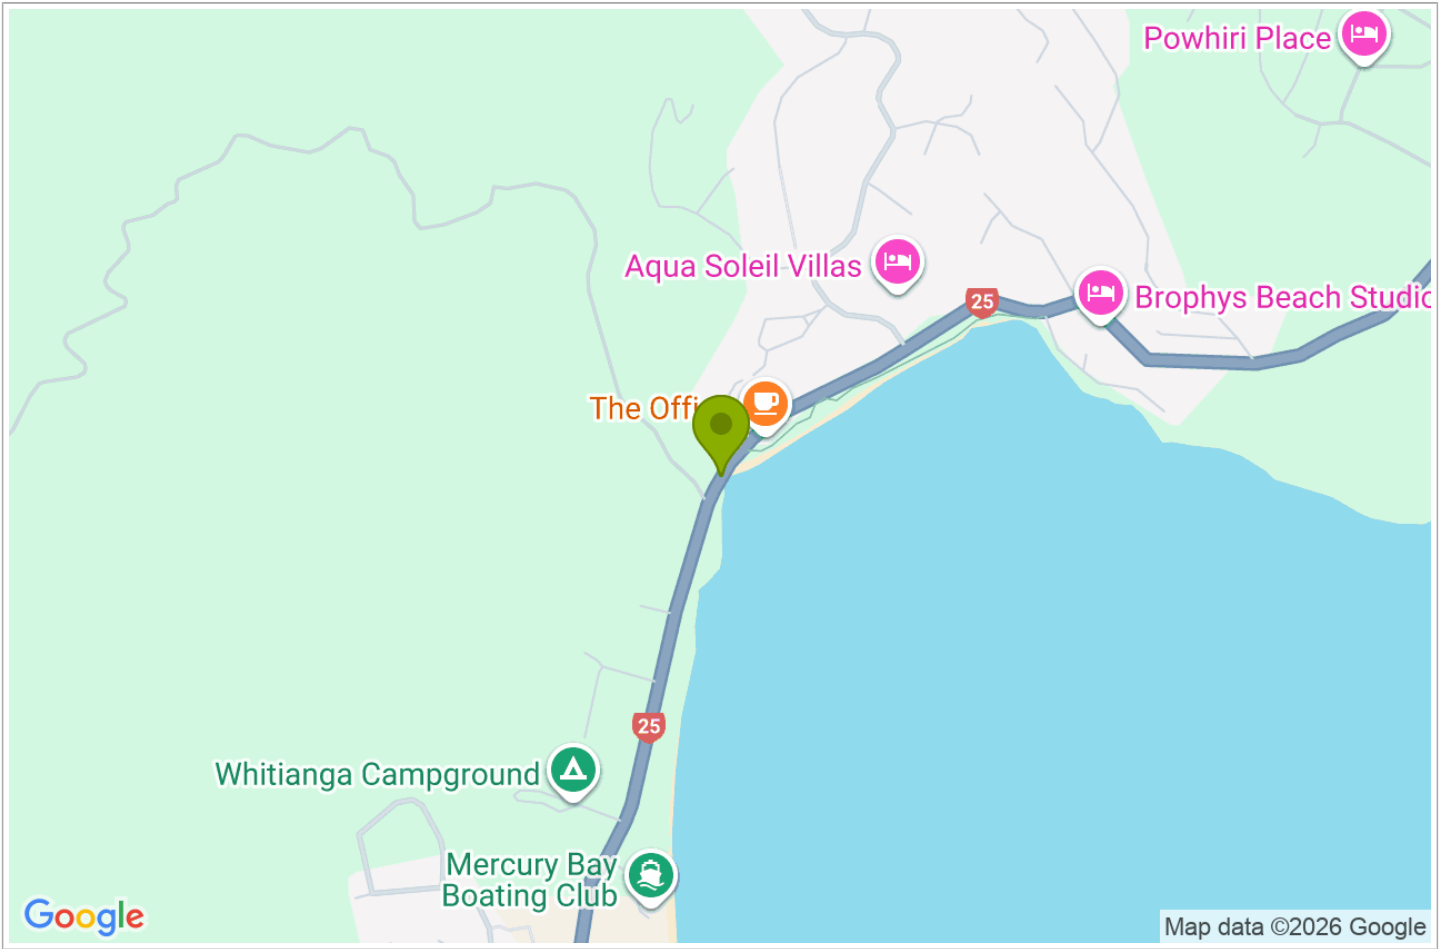 Powhiri Place
Aqua Soleil Villas
25
Brophys Beach Studio
The Offi
25
Whitianga Campground
Mercury Bay
Boating Club
Google
Map data ©2026 Google